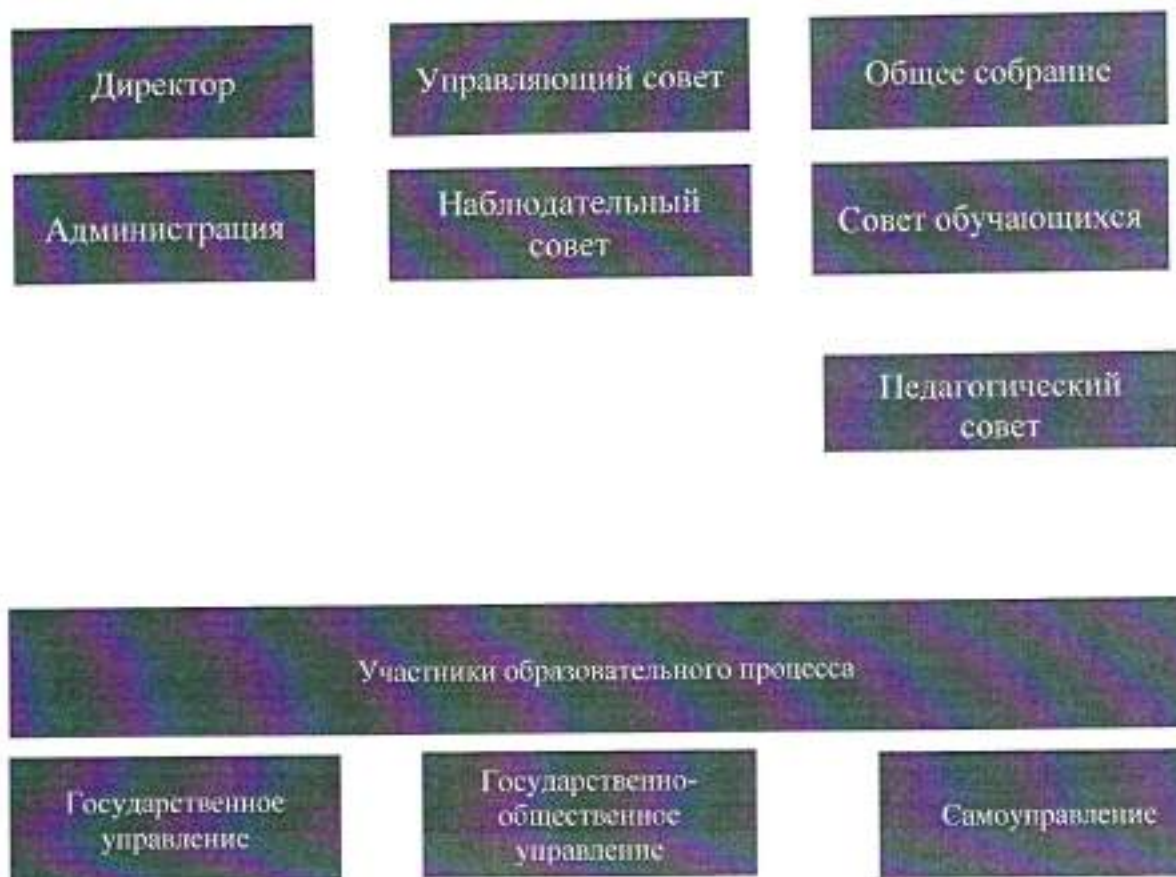 Директор
Управляющий совет
Общее собрание
Администрация
Наблюдательный
совет
Совет обучающихся
Педагогический
совет
Участники образовательного процесса
Государственное
управление
Государственно-
общественное
управление
Самоуправление